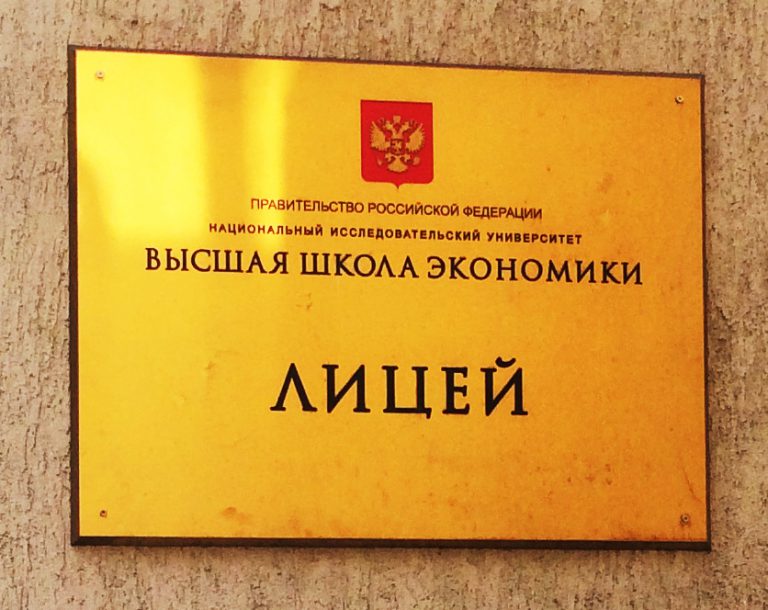 ПРАВИТЕЛЬСТВО РОССИЙСКОЙ ФЕДЕРАЦИИ
НАЦИОНАЛЬНЫЙ ИССЛЕДОВАТЕЛЬСКИЙ УНИВЕРСИТЕТ
ВЫСШАЯ ШКОЛА ЭКОНОМИКИ
ЛИЦЕЙ